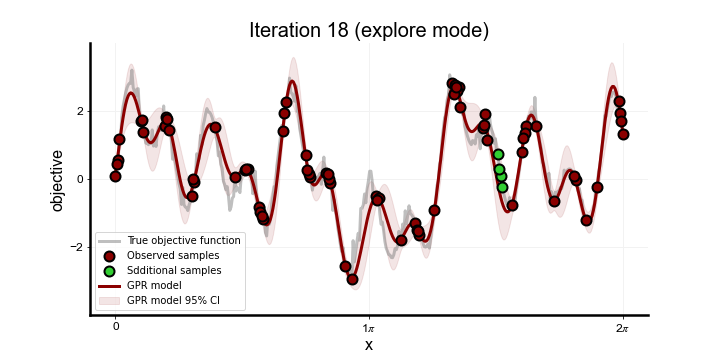 Iteration 18 (explore mode)
objective
2
0
−2
True objective function
Observed samples
Sdditional samples
GPR model
GPR model 95% CI
0
1π
2π
x